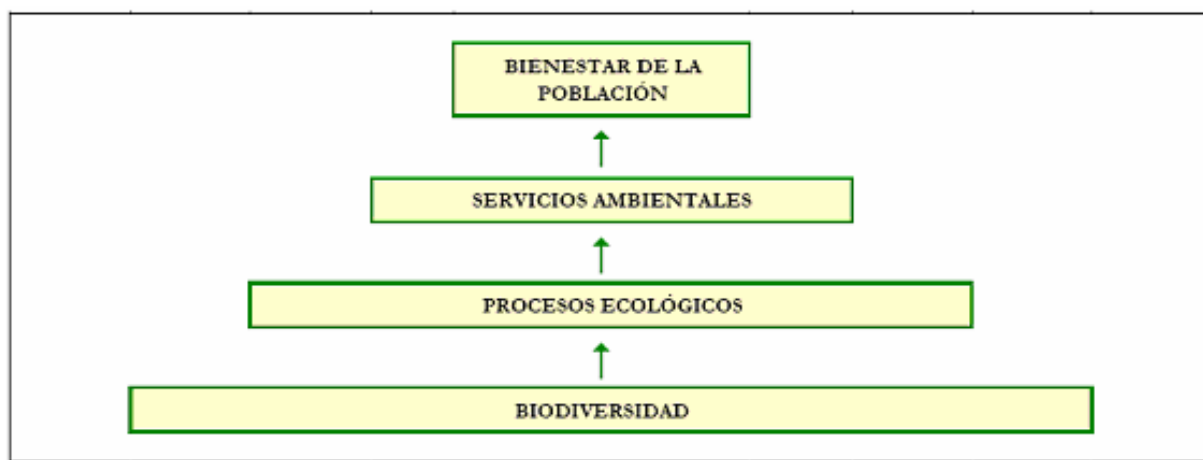 BIENESTAR DE LA
POBLACIÓN
SERVICIOS AMBIENTALES
PROCESOS ECOLÓGICOS
BIODIVERSIDAD